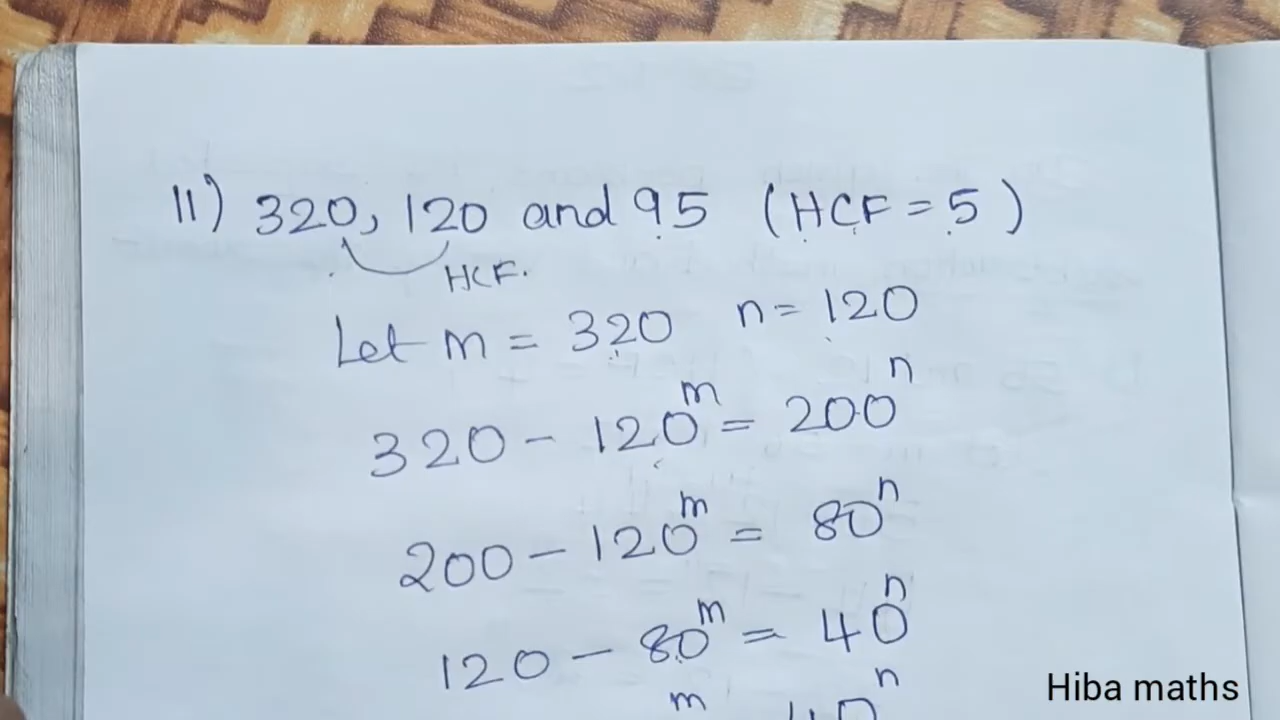 11) 320, 120 and 95 (HCF = 5)
HCF.
Let m = 320 n = 120
m n
320 - 120 = 200
m n
200 - 120 = 80
m n
120 - 80 = 40
m n
40
Hiba maths